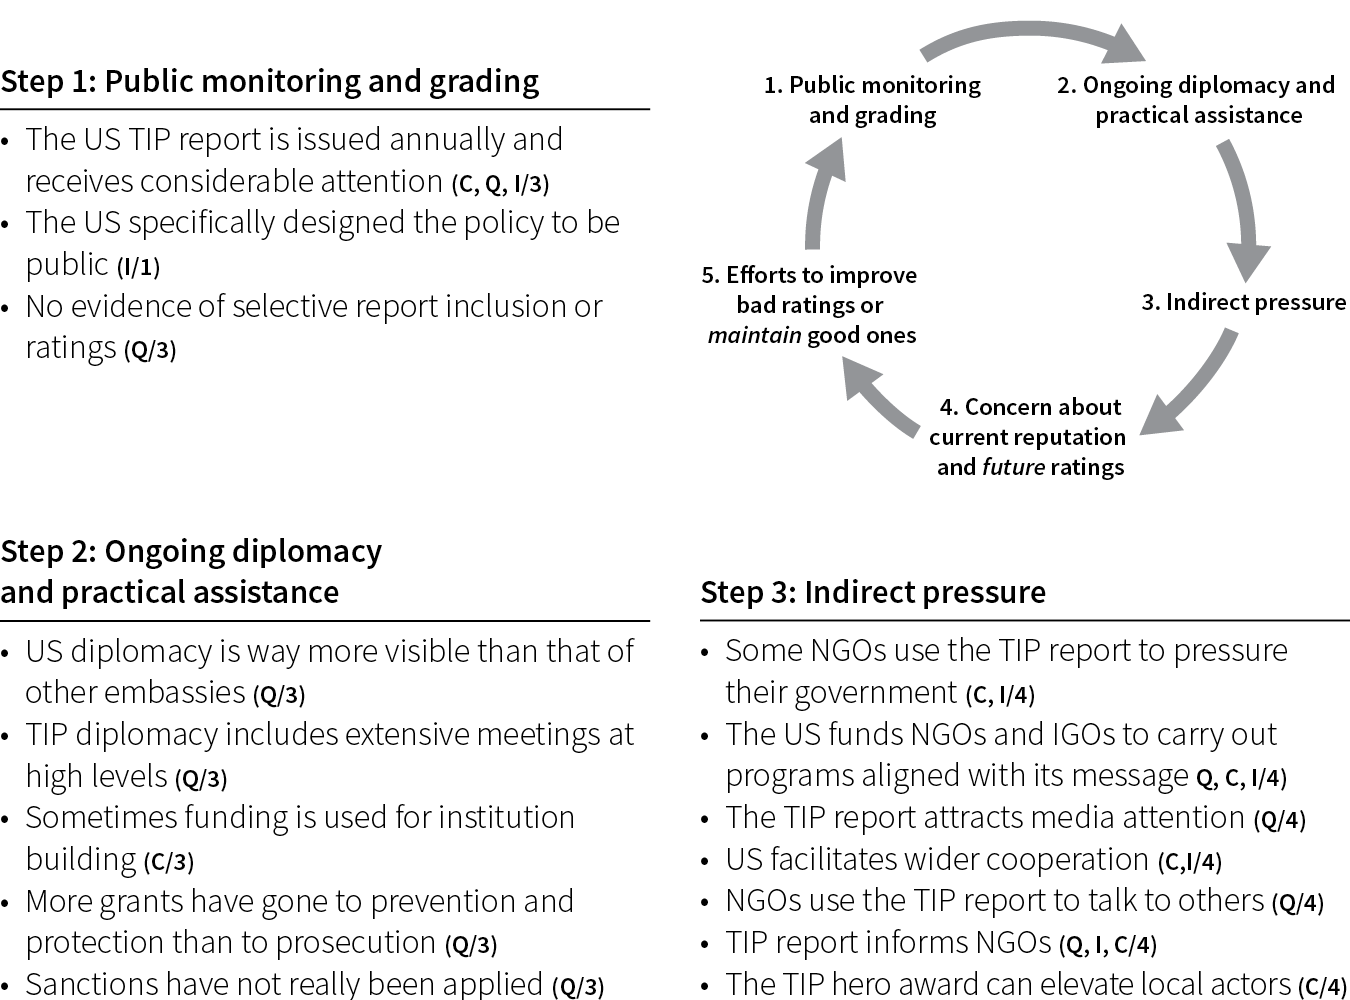 Step 1: Public monitoring and grading
• The US TIP report is issued annually and
receives considerable attention (C, Q, I/3)
• The US specifically designed the policy to be
public (I/1)
• No evidence of selective report inclusion or
ratings (Q/3)
1. Public monitoring
and grading
2. Ongoing diplomacy and
practical assistance
3. Indirect pressure
4. Concern about
current reputation
and future ratings
5. Efforts to improve
bad ratings or
maintain good ones
Step 2: Ongoing diplomacy
and practical assistance
• US diplomacy is way more visible than that of
other embassies (Q/3)
• TIP diplomacy includes extensive meetings at
high levels (Q/3)
• Sometimes funding is used for institution
building (C/3)
• More grants have gone to prevention and
protection than to prosecution (Q/3)
• Sanctions have not really been applied (Q/3)
Step 3: Indirect pressure
• Some NGOs use the TIP report to pressure
their government (C, I/4)
• The US funds NGOs and IGOs to carry out
programs aligned with its message Q, C, I/4)
• The TIP report attracts media attention (Q/4)
• US facilitates wider cooperation (C,I/4)
• NGOs use the TIP report to talk to others (Q/4)
• TIP report informs NGOs (Q, I, C/4)
• The TIP hero award can elevate local actors (C/4)